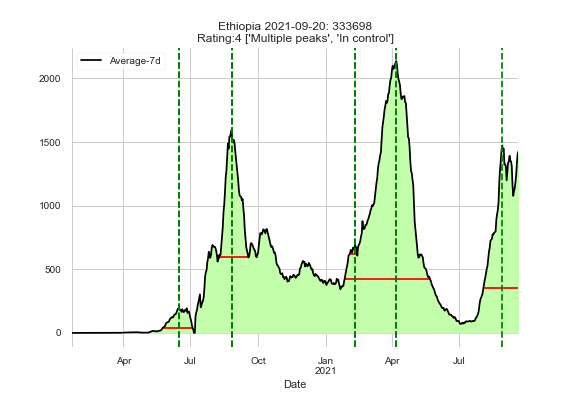 Ethiopia 2021-09-20: 333698
Rating:4 ['Multiple peaks', 'In control']
Average-7d
2000
1500
1000
500
0
Apr
Jul
Oct
Jan
2021
Apr
Jul
Date